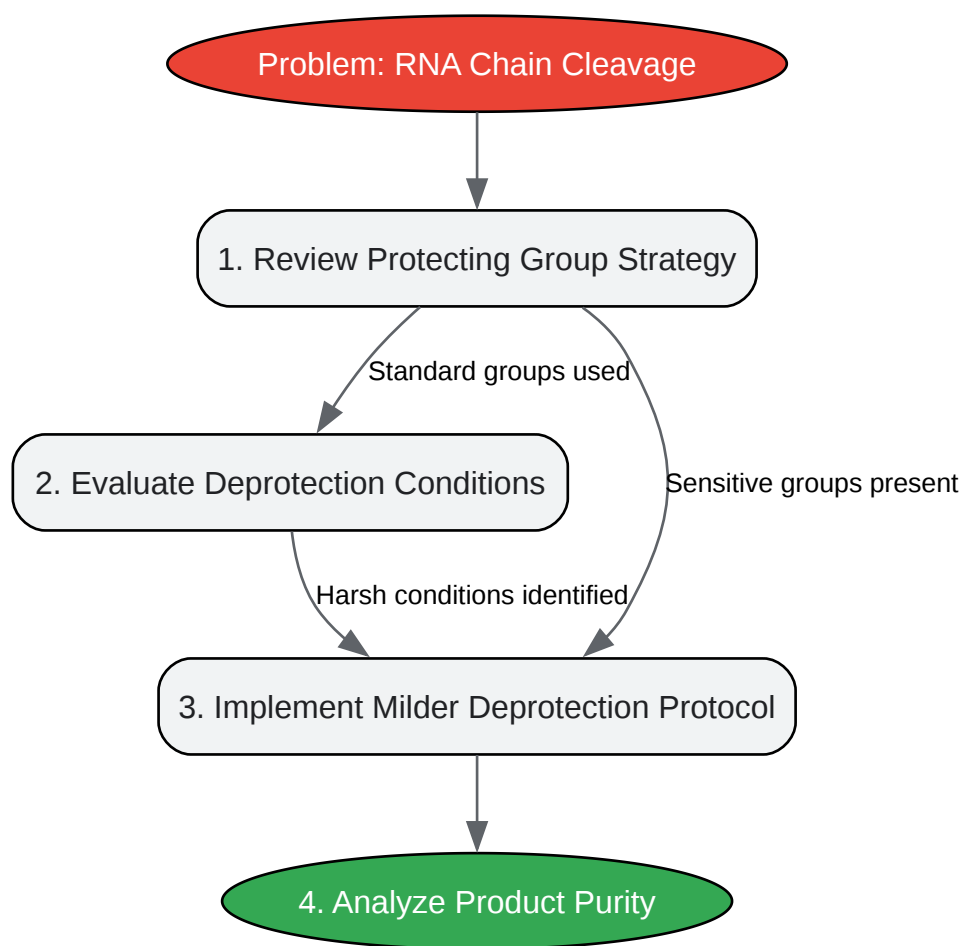 Problem: RNA Chain Cleavage
1. Review Protecting Group Strategy
Standard groups used
2. Evaluate Deprotection Conditions
Sensitive groups present
Harsh conditions identified
3. Implement Milder Deprotection Protocol
4. Analyze Product Purity